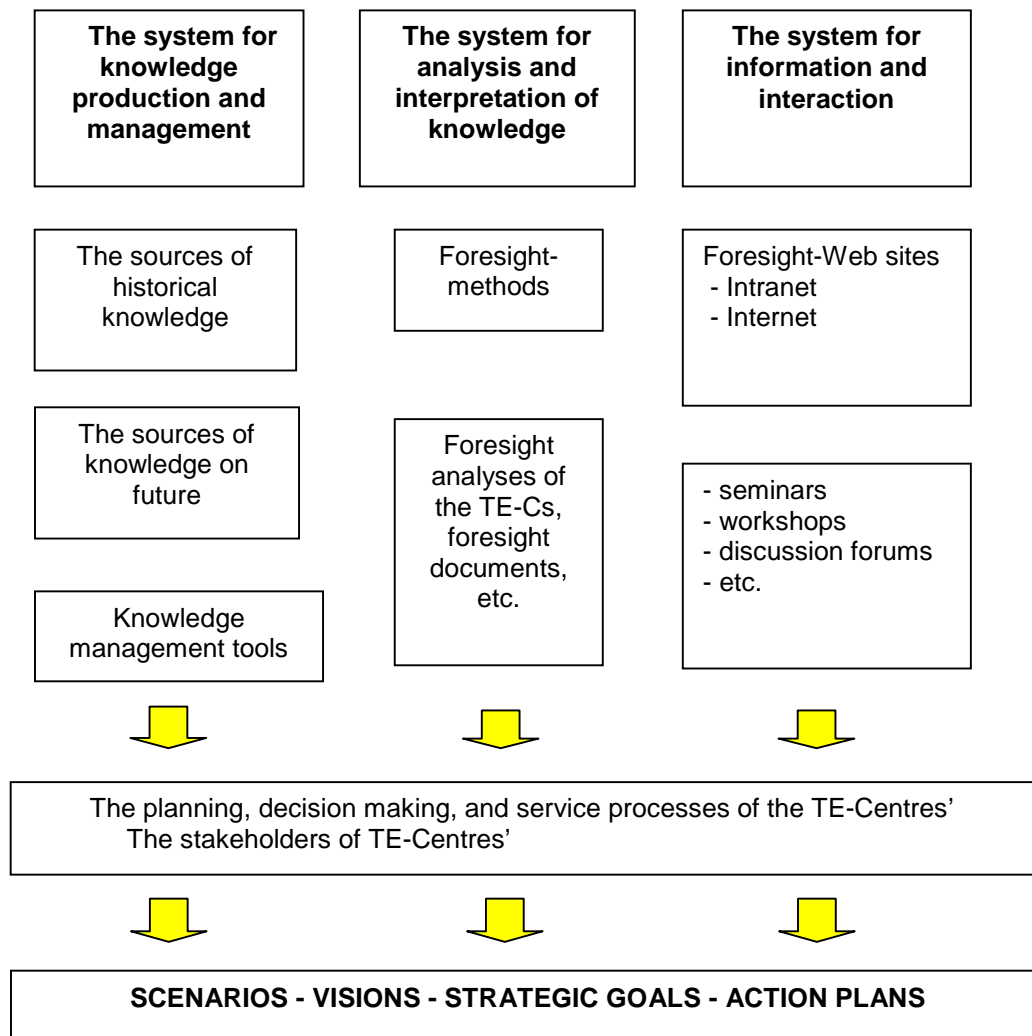 The system for
knowledge
production and
management
The system for
analysis and
interpretation of
knowledge
The system for
information and
interaction
The sources of
historical
knowledge
Foresight-
methods
Foresight-Web sites
- Intranet
- Internet
The sources of
knowledge on
future
Foresight
analyses of
the TE-Cs,
foresight
documents,
etc.
- seminars
- workshops
- discussion forums
- etc.
Knowledge
management tools
The planning, decision making, and service processes of the TE-Centres’
The stakeholders of TE-Centres’
SCENARIOS - VISIONS - STRATEGIC GOALS - ACTION PLANS